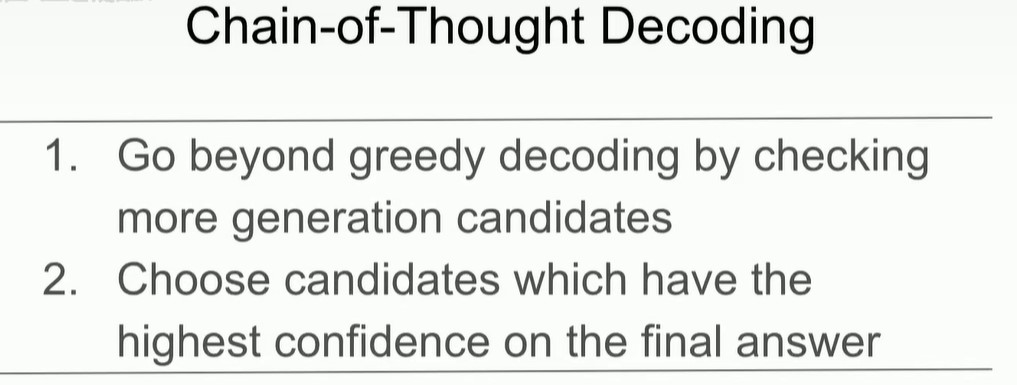 Chain-of-Thought Decoding
1. Go beyond greedy decoding by checking
more generation candidates
2. Choose candidates which have the
highest confidence on the final answer